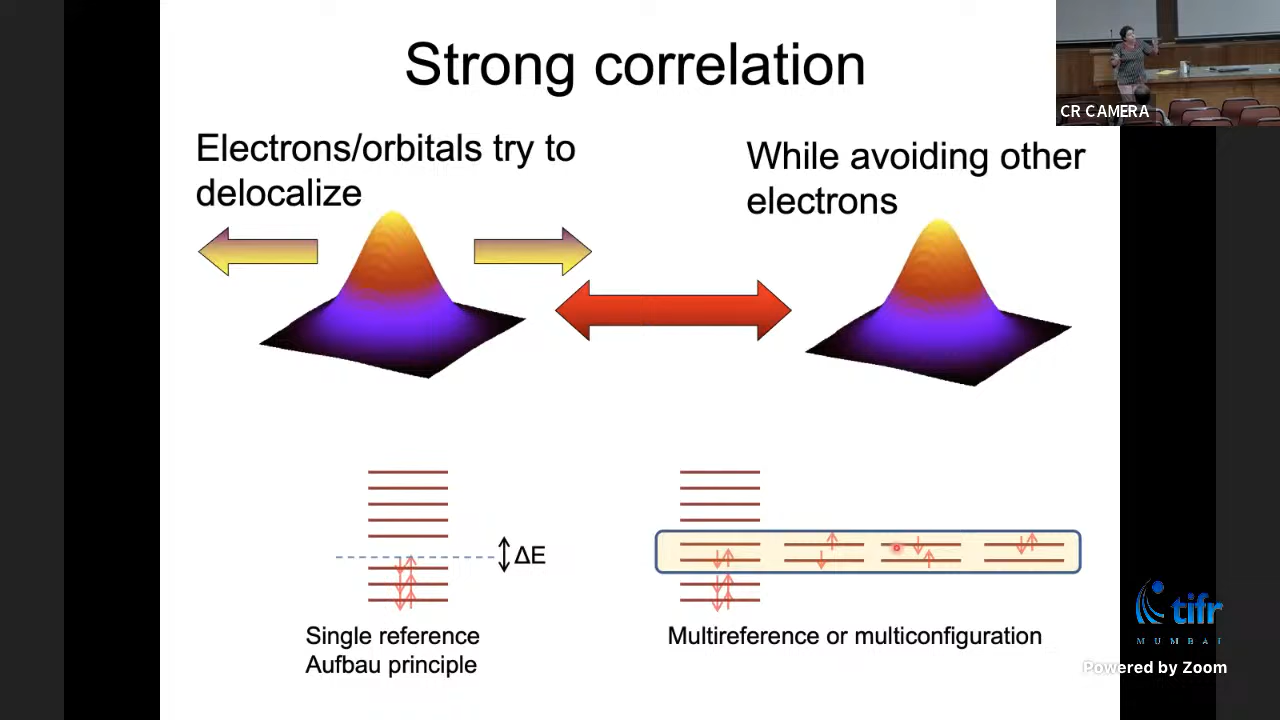 Strong correlation
CR CAMERA
Electrons/orbitals try to
delocalize
While avoiding other
electrons
ΔE
Single reference
Aufbau principle
Multireference or multiconfiguration
tifr
MUMBAI
Powered by Zoom